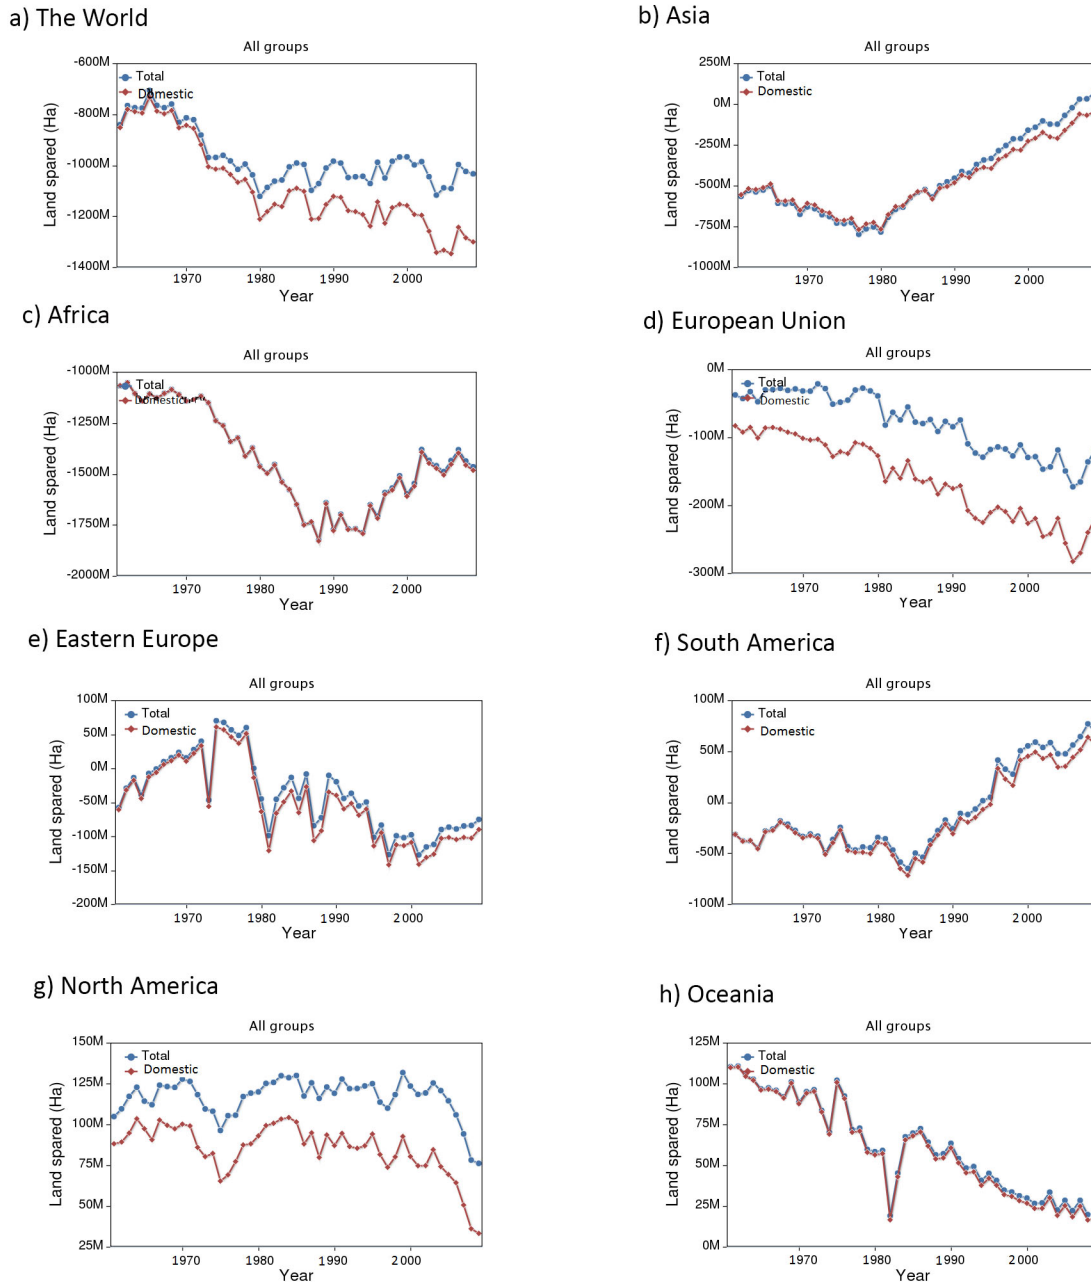 a) The World
All groups
Land spared (Ha)
-600M
-800M
-1000M
-1200M
-1400M
Total
Domestic
1970
1980
1990
2000
Year
b) Asia
All groups
Land spared (Ha)
250M
0M
-250M
-500M
-750M
-1000M
Total
Domestic
1970
1980
1990
2000
Year
c) Africa
All groups
Land spared (Ha)
-1000M
-1250M
-1500M
-1750M
-2000M
Total
Domestic
1970
1980
1990
2000
Year
d) European Union
All groups
Land spared (Ha)
0M
-100M
-200M
-300M
Total
Domestic
1970
1980
1990
2000
Year
e) Eastern Europe
All groups
Land spared (Ha)
100M
50M
0M
-50M
-100M
-150M
-200M
Total
Domestic
1970
1980
1990
2000
Year
f) South America
All groups
Land spared (Ha)
100M
50M
0M
-50M
-100M
Total
Domestic
1970
1980
1990
2000
Year
g) North America
All groups
Land spared (Ha)
150M
125M
100M
75M
50M
25M
Total
Domestic
1970
1980
1990
2000
Year
h) Oceania
All groups
Land spared (Ha)
125M
100M
75M
50M
25M
0M
Total
Domestic
1970
1980
1990
2000
Year